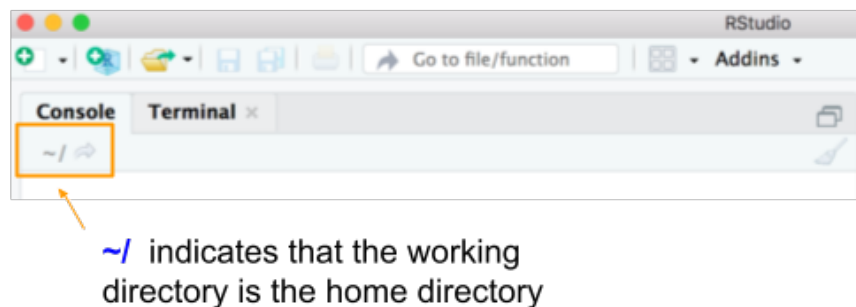 RStudio
Go to file/function
Addins
Console Terminal ×
~/
~/ indicates that the working
directory is the home directory